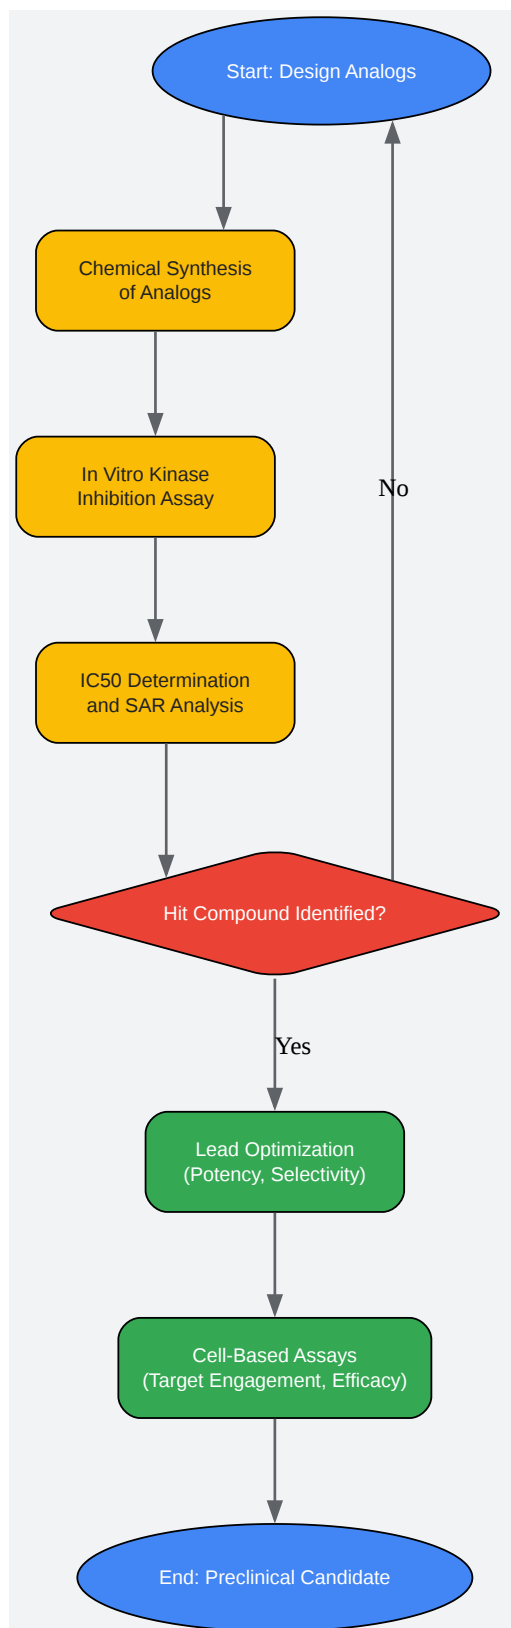 Start: Design Analogs
Chemical Synthesis
of Analogs
In Vitro Kinase
Inhibition Assay
No
IC50 Determination
and SAR Analysis
Hit Compound Identified?
Yes
Lead Optimization
(Potency, Selectivity)
Cell-Based Assays
(Target Engagement, Efficacy)
End: Preclinical Candidate